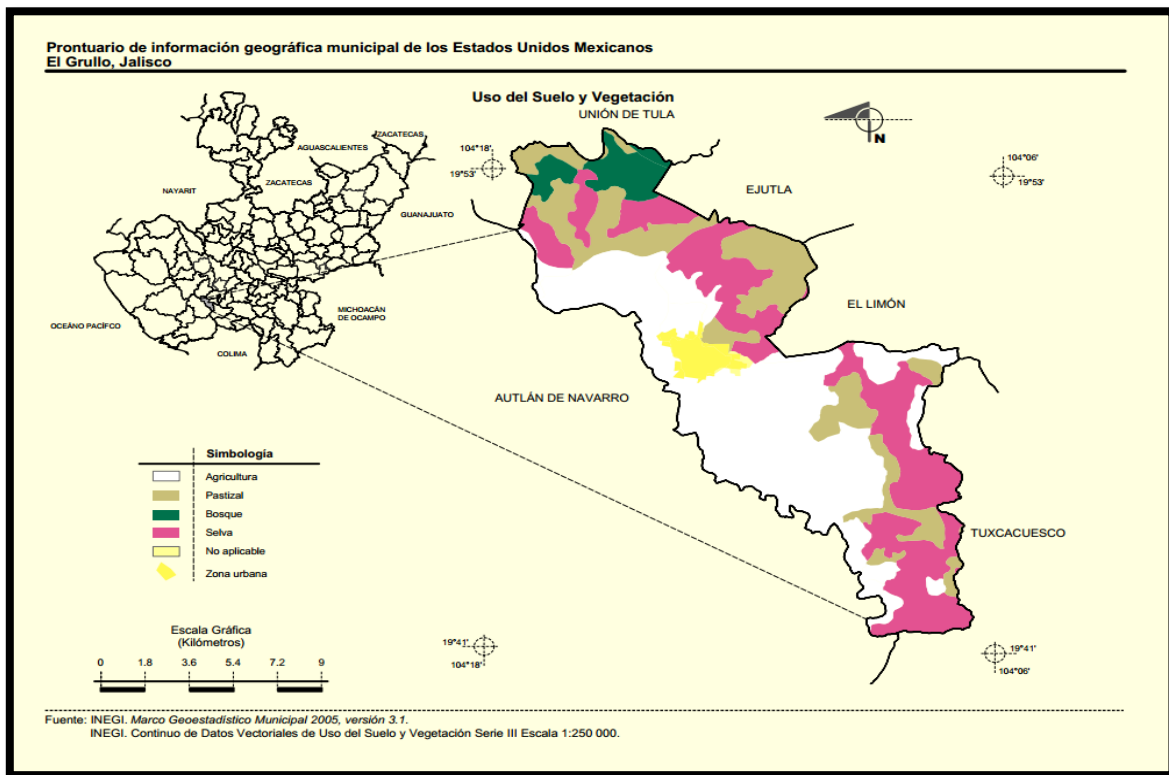 Prontuario de información geográfica municipal de los Estados Unidos Mexicanos
El Grullo, Jalisco
Uso del Suelo y Vegetación
UNIÓN DE TULA
ZACATECAS
AGUASCALIENTES
NAYARIT
ZACATECAS
GUANAJUATO
OCEÁNO PACÍFCO
MICHOACÁN
DE OCAMPO
COLIMA
104°18'
19°53'
N
104°06'
19°53'
EJUTLA
EL LIMÓN
AUTLÁN DE NAVARRO
TUXCACUESCO
Simbología
Agricultura
Pastizal
Bosque
Selva
No aplicable
Zona urbana
Escala Gráfica
(Kilómetros)
0 1.8 3.6 5.4 7.2 9
19°41'
104°18'
19°41'
104°06'
Fuente: INEGI. Marco Geoestadístico Municipal 2005, versión 3.1.
INEGI. Continuo de Datos Vectoriales de Uso del Suelo y Vegetación Serie III Escala 1:250 000.